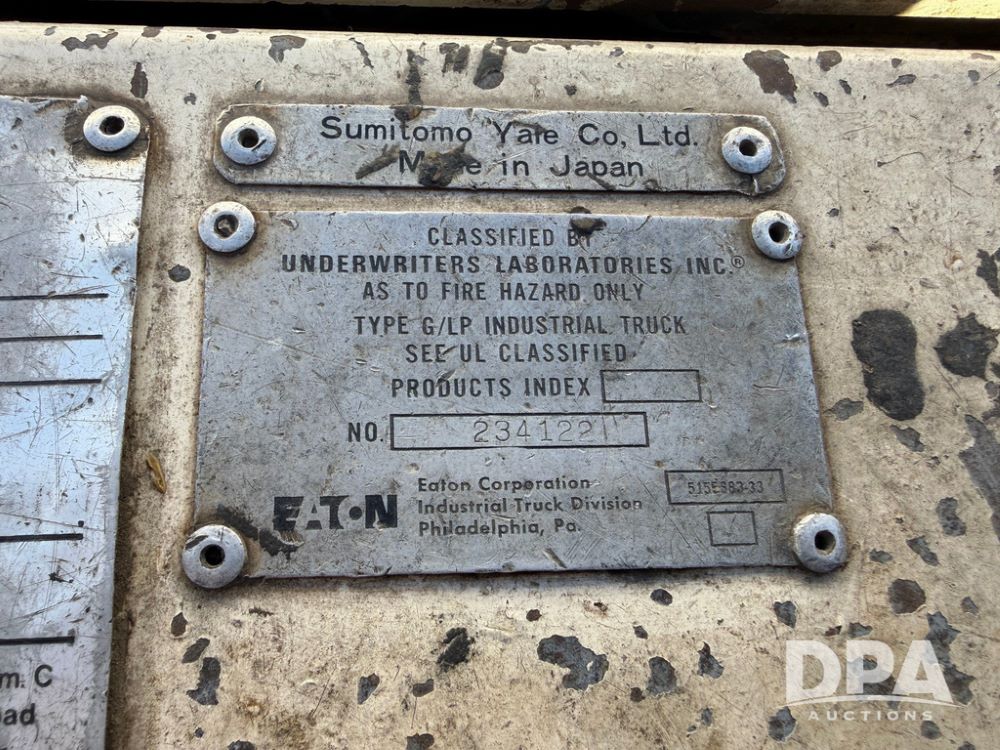 Sumitomo Yale Co, Ltd.
Made in Japan
CLASSIFIED BY
UNDERWRITERS LABORATORIES INC.®
AS TO FIRE HAZARD ONLY
TYPE G/LP INDUSTRIAL TRUCK
SEE UL CLASSIFIED
PRODUCTS INDEX
NO. 234122
EATON
Eaton Corporation
Industrial Truck Division
Philadelphia, Pa.
m. C
oad
DPA
AUCTIONS